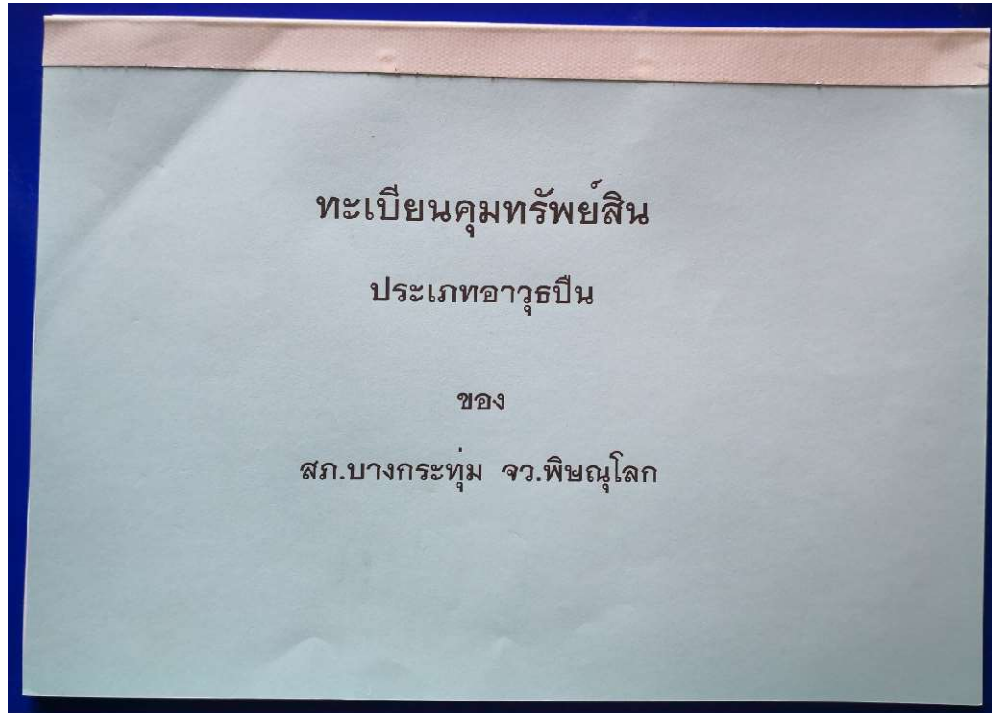 ทะเบียนคุมทรัพย์สิน
ประเภทอาวุธปืน
ของ
สภ.บางกระทุ่ม จว.พิษณุโลก